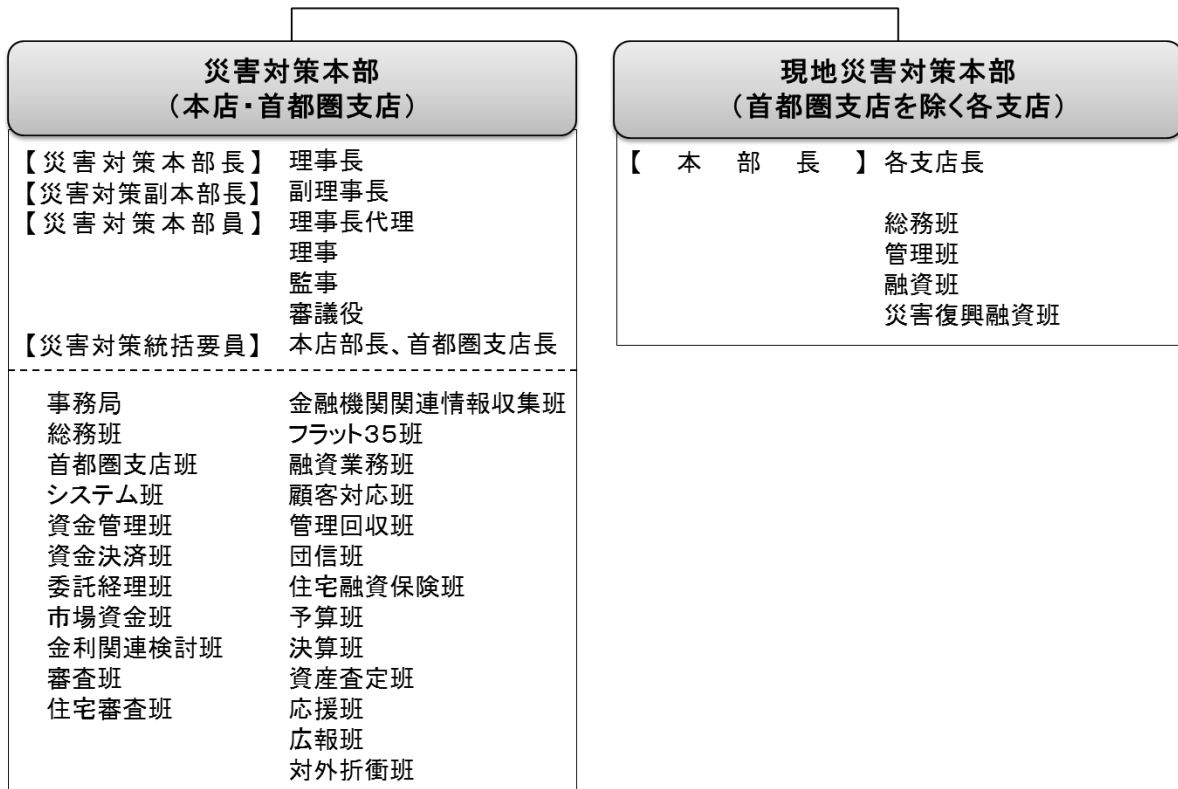 災害対策本部
（本店・首都圏支店）
【災害対策本部長】 理事長
【災害対策副本部長】 副理事長
【災害対策本部員】 理事長代理
理事
監事
審議役
【災害対策統括要員】 本店部長、首都圏支店長
事務局
総務班
首都圏支店班
システム班
資金管理班
資金決済班
委託経理班
市場資金班
金利関連検討班
審査班
住宅審査班
金融機関関連情報収集班
フラット35班
融資業務班
顧客対応班
管理回収班
団信班
住宅融資保険班
予算班
決算班
資産査定班
応援班
広報班
対外折衝班
現地災害対策本部
（首都圏支店を除く各支店）
【本部長】 各支店長
総務班
管理班
融資班
災害復興融資班